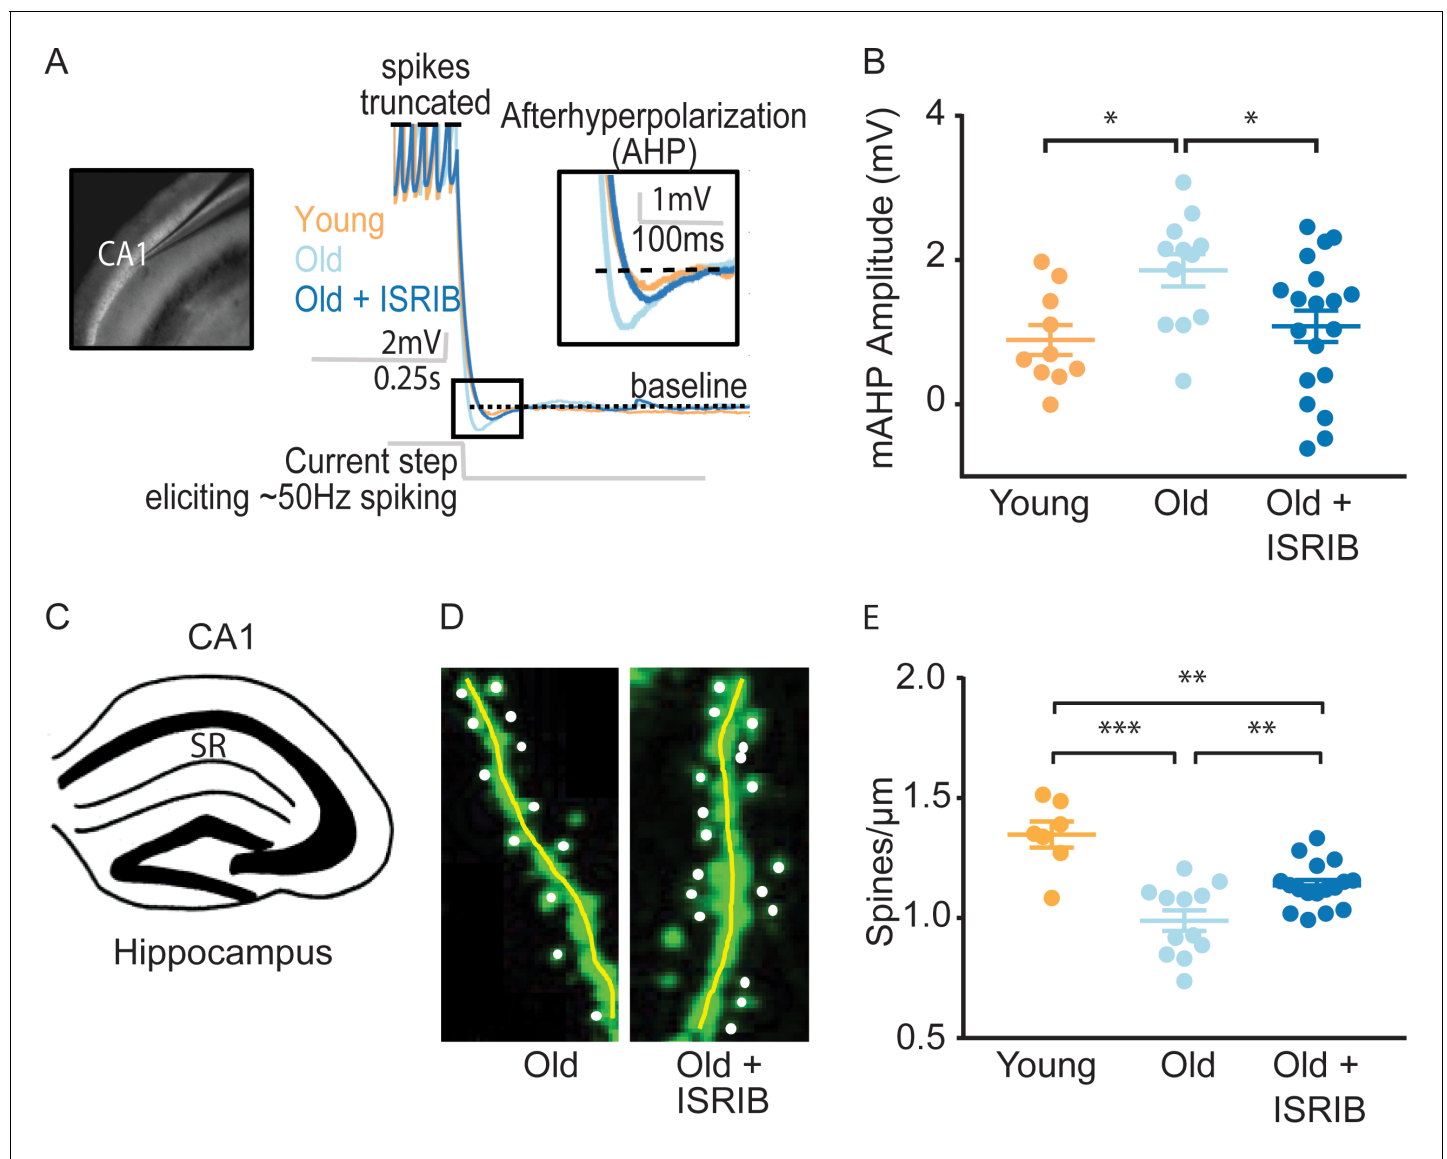 A
spikes
truncated
Afterhyperpolarization
(AHP)
CA1
Young
Old
Old + ISRIB
1mV
100ms
2mV
0.25s
baseline
Current step
eliciting ~50Hz spiking
B
mAHP Amplitude (mV)
4
2
0
*
*
Young
Old
Old +
ISRIB
C
CA1
SR
Hippocampus
D
Old
Old +
ISRIB
E
Spines/µm
2.0
1.5
1.0
0.5
**
***
**
Young
Old
Old +
ISRIB